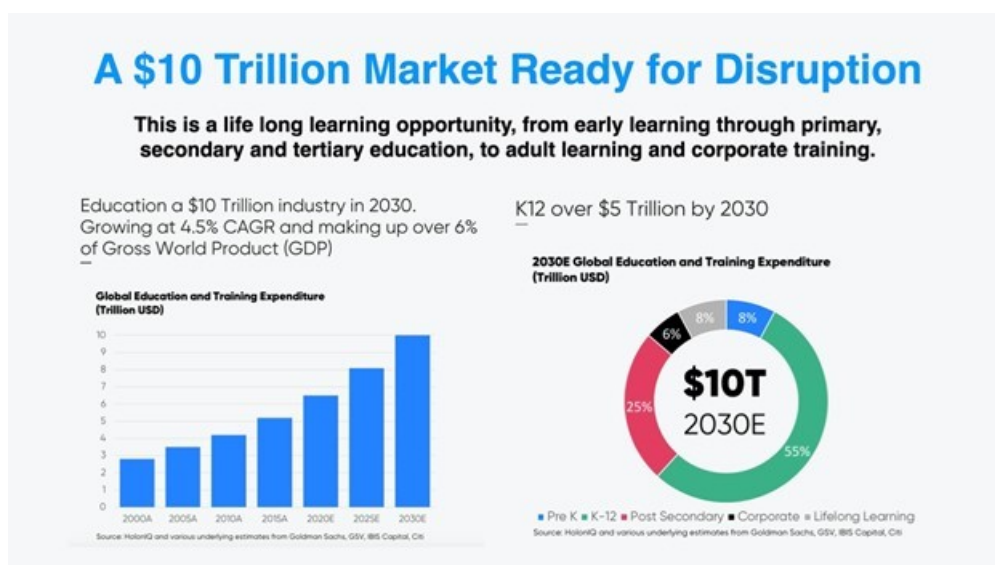 A $10 Trillion Market Ready for Disruption
This is a life long learning opportunity, from early learning through primary,
secondary and tertiary education, to adult learning and corporate training.
Education a $10 Trillion industry in 2030.
Growing at 4.5% CAGR and making up over 6%
of Gross World Product (GDP)
Global Education and Training Expenditure
(Trillion USD)
10
9
8
7
6
5
4
3
2
1
0
2000A 2005A 2010A 2015A 2020E 2025E 2030E
Source: HolonIQ and various underlying estimates from Goldman Sachs, GSV, IBIS Capital, Citi
K12 over $5 Trillion by 2030
2030E Global Education and Training Expenditure
(Trillion USD)
8% 8%
6%
$10T
25%
2030E
55%
Pre K K-12 Post Secondary Corporate Lifelong Learning
Source: HolonIQ and various underlying estimates from Goldman Sachs, GSV, IBIS Capital, Citi